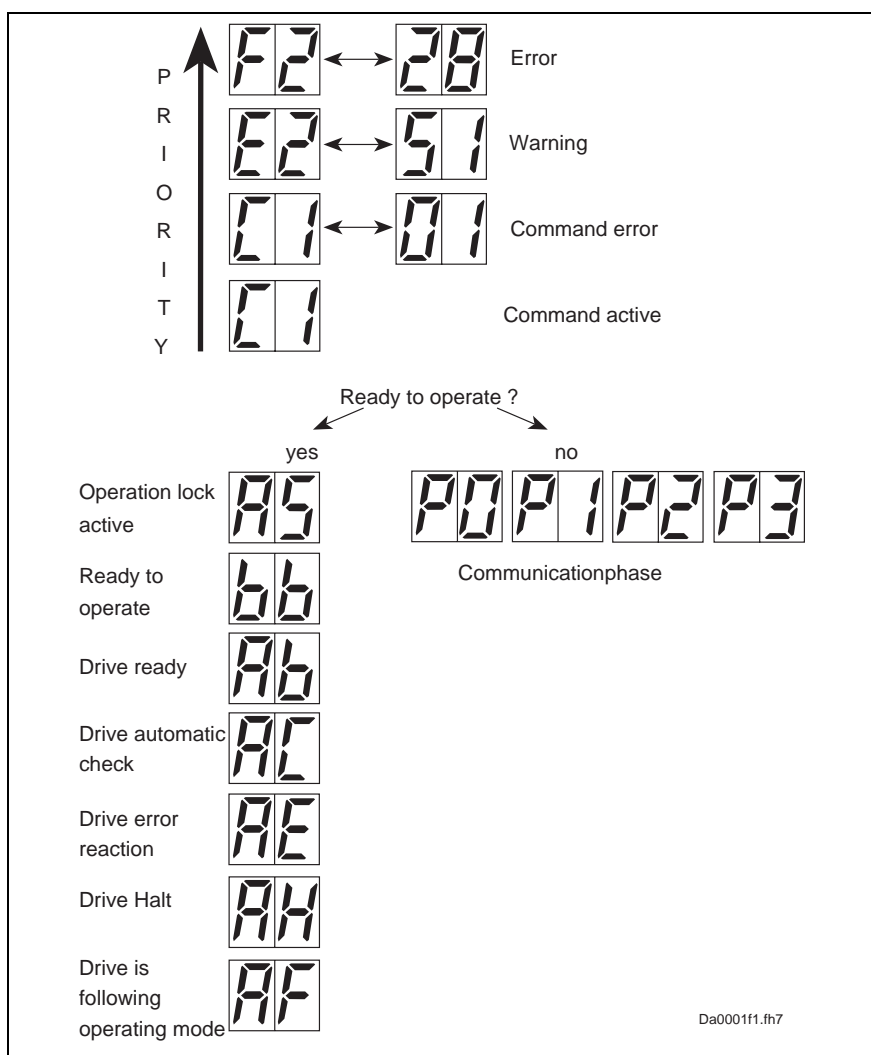 PRIORITY
F2 28 Error
E2 51 Warning
C1 01 Command error
C1 Command active
Ready to operate ?
yes no
Operation lock
active
A5
P0 P1 P2 P3
Communicationphase
Ready to
operate
bb
Drive ready
Ab
Drive automatic
check
AC
Drive error
reaction
AE
Drive Halt
AH
Drive is
following
operating mode
AF
Da0001f1.fh7